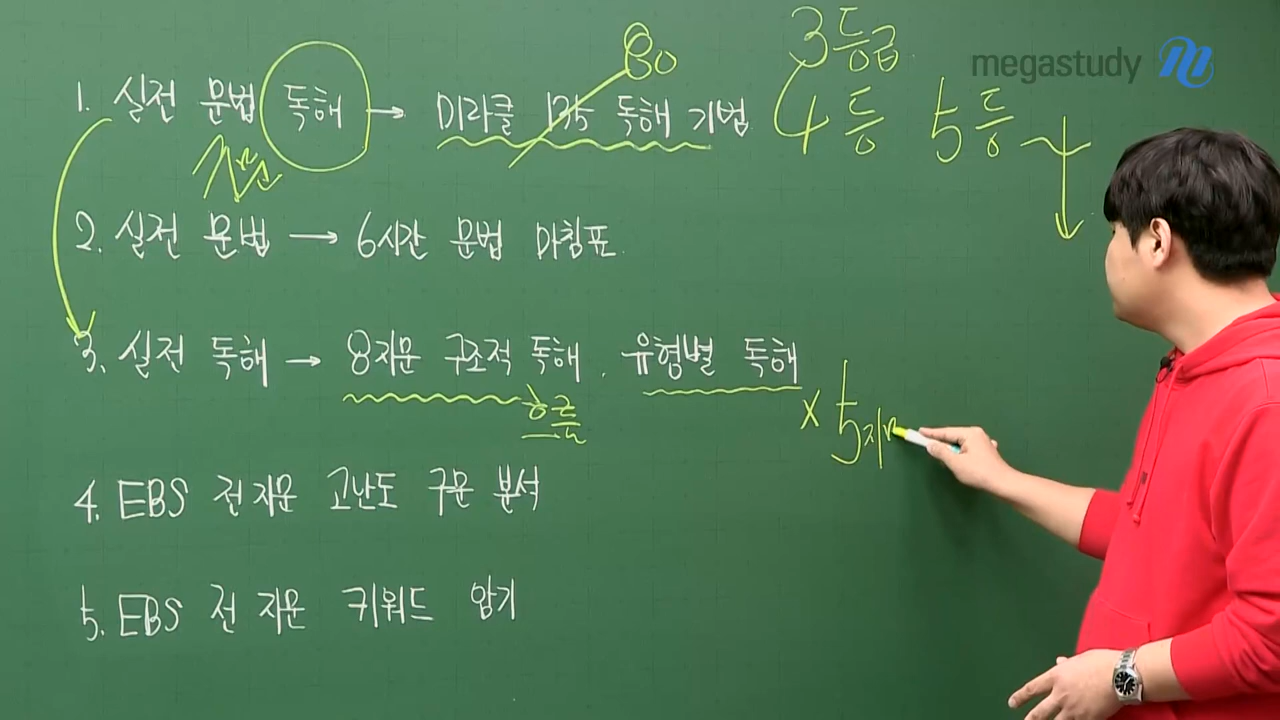 80
3등급
megastudy
1. 실전 문법 독해 → 미라클 175 독해 기법
4등 5등
2. 실전 문법 → 6시간 문법 마침표
3. 실전 독해 → 8지문 구조적 독해, 유형별 독해
흐름
X 5지
4. EBS 전 지문 고난도 구문 분석
5. EBS 전 지문 키워드 암기